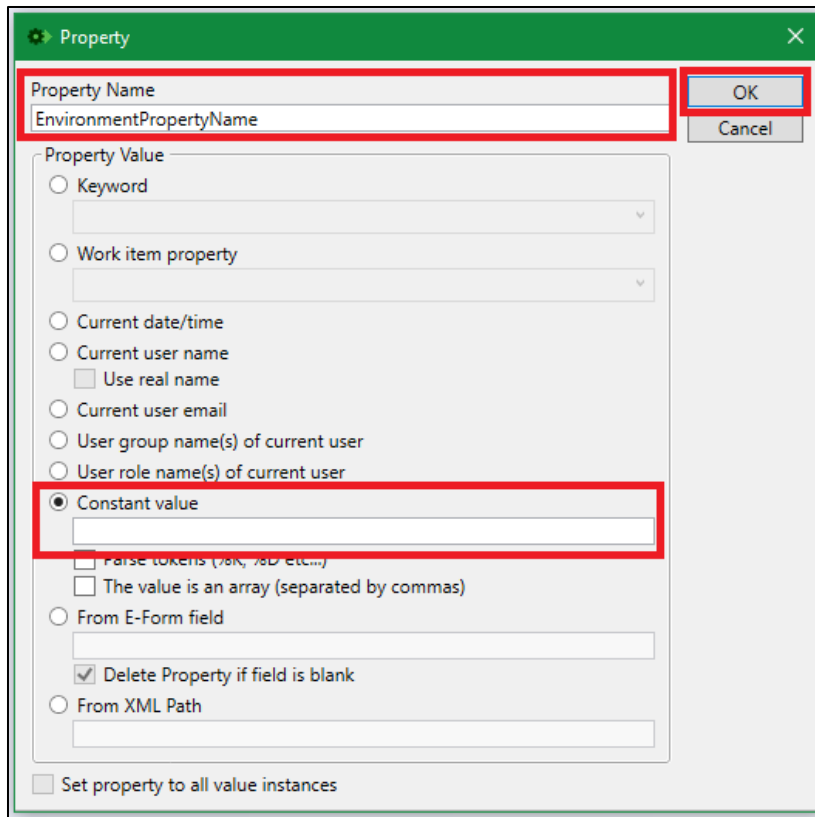 Property
Property Name
OK
EnvironmentPropertyName
Cancel
Property Value
Keyword
Work item property
Current date/time
Current user name
Use real name
Current user email
User group name(s) of current user
User role name(s) of current user
Constant value
Parse tokens (%K, %D etc...)
The value is an array (separated by commas)
From E-Form field
Delete Property if field is blank
From XML Path
Set property to all value instances